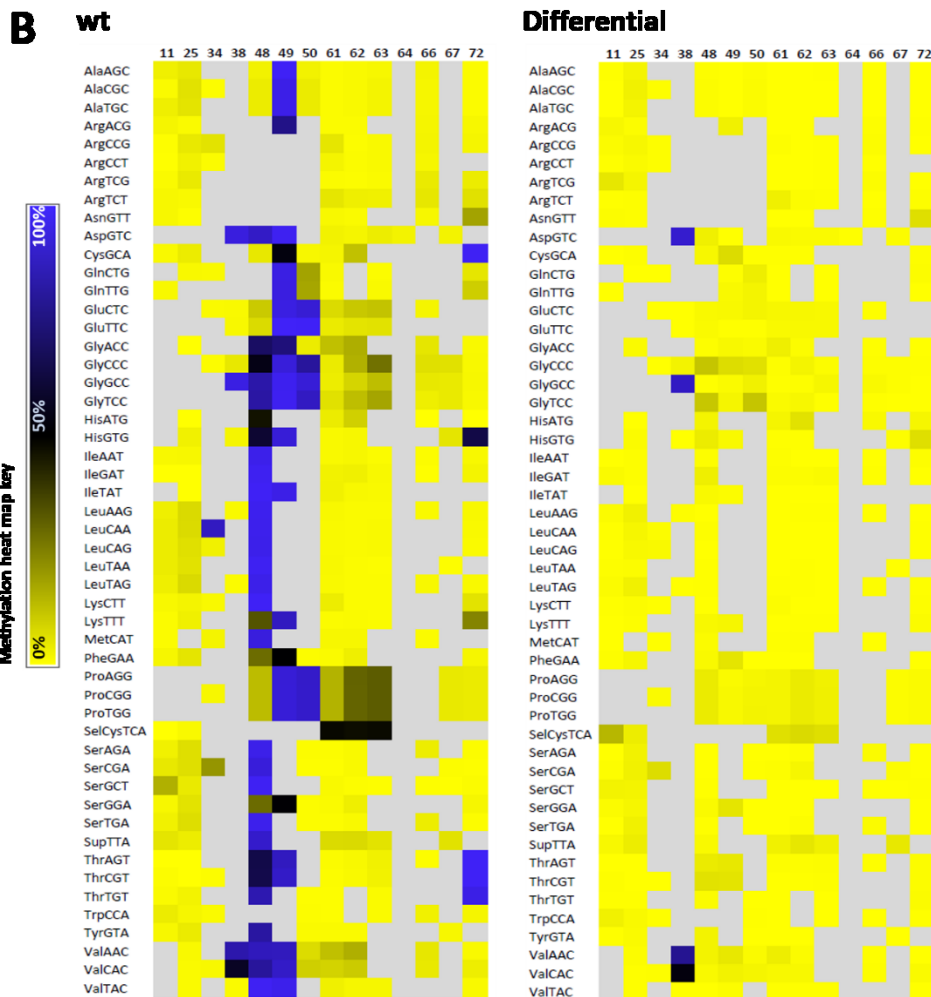 B wt Differential
11 25 34 38 48 49 50 61 62 63 64 66 67 72 11 25 34 38 48 49 50 61 62 63 64 66 67 72
AlaAGC AlaAGC
AlaCGC AlaCGC
AlaTGC AlaTGC
ArgACG ArgACG
ArgCCG ArgCCG
ArgCCT ArgCCT
ArgTCG ArgTCG
ArgTCT ArgTCT
AsnGTT AsnGTT
AspGTC AspGTC
CysGCA CysGCA
GlnCTG GlnCTG
GlnTTG GlnTTG
GluCTC GluCTC
GluTTC GluTTC
GlyACC GlyACC
GlyCCC GlyCCC
GlyGCC GlyGCC
GlyTCC GlyTCC
HisATG HisATG
HisGTG HisGTG
IleAAT IleAAT
IleGAT IleGAT
IleTAT IleTAT
LeuAAG LeuAAG
LeuCAA LeuCAA
LeuCAG LeuCAG
LeuTAA LeuTAA
LeuTAG LeuTAG
LysCTT LysCTT
LysTTT LysTTT
MetCAT MetCAT
PheGAA PheGAA
ProAGG ProAGG
ProCGG ProCGG
ProTGG ProTGG
SelCysTCA SelCysTCA
SerAGA SerAGA
SerCGA SerCGA
SerGCT SerGCT
SerGGA SerGGA
SerTGA SerTGA
SupTTA SupTTA
ThrAGT ThrAGT
ThrCGT ThrCGT
ThrTGT ThrTGT
TrpCCA TrpCCA
TyrGTA TyrGTA
ValAAC ValAAC
ValCAC ValCAC
ValTAC ValTAC
Methylation heat map key
0% 50% 100%